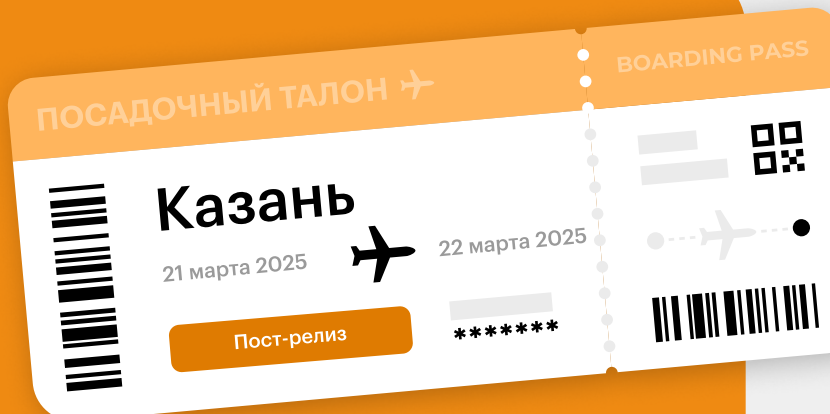 ПОСАДОЧНЫЙ ТАЛОН
BOARDING PASS
Казань
21 марта 2025
22 марта 2025
Пост-релиз
*******